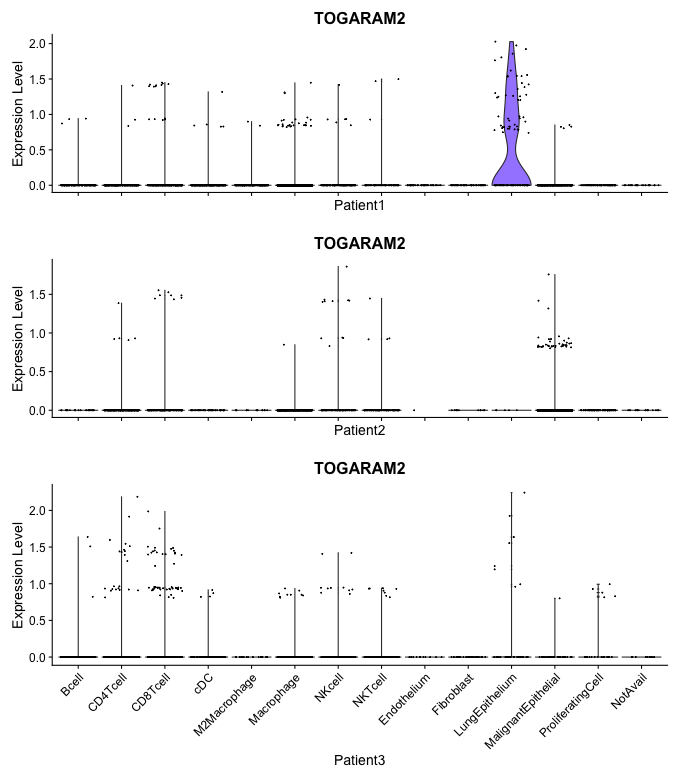 TOGARAM2
Expression Level
2.0
1.5
1.0
0.5
0.0
Patient1
TOGARAM2
Expression Level
1.5
1.0
0.5
0.0
Patient2
TOGARAM2
Expression Level
2.0
1.5
1.0
0.5
0.0
Bcell
CD4Tcell
CD8Tcell
cDC
M2Macrophage
Macrophage
NKcell
NKTcell
Endothelium
Fibroblast
LungEpithelium
MalignantEpithelial
ProliferatingCell
NotAvail
Patient3